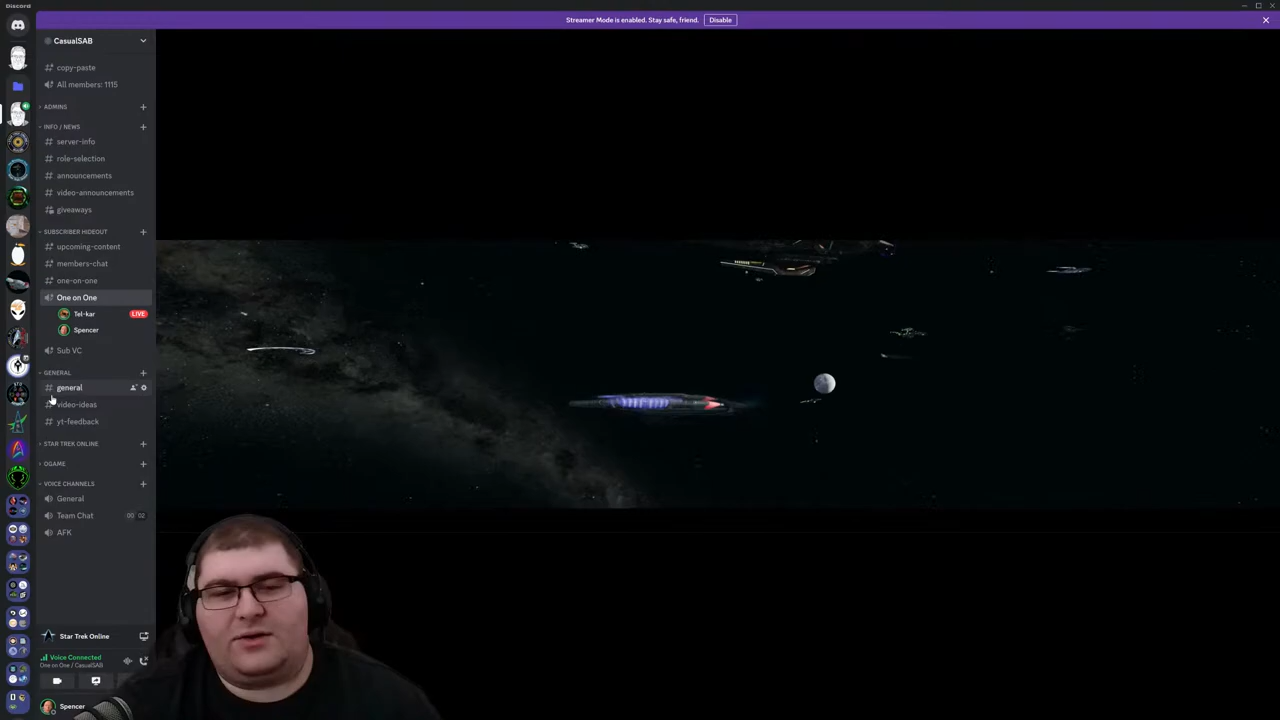 Discord
Streamer Mode is enabled. Stay safe, friend.
Disable
CasualSAB
copy-paste
All members: 1115
ADMINS
INFO / NEWS
server-info
role-selection
announcements
video-announcements
giveaways
SUBSCRIBER HIDEOUT
upcoming-content
members-chat
one-on-one
One on One
Tel-kar LIVE
Spencer
Sub VC
GENERAL
general
video-ideas
yt-feedback
STAR TREK ONLINE
OGAME
VOICE CHANNELS
General
Team Chat 00 02
AFK
Star Trek Online
Voice Connected
One on One / CasualSAB
Spencer